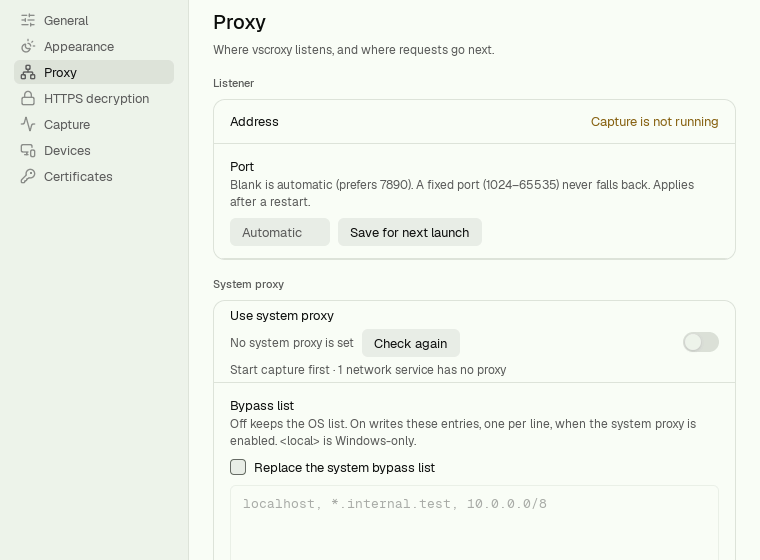 General
Appearance
Proxy
HTTPS decryption
Capture
Devices
Certificates
Proxy
Where vscroxy listens, and where requests go next.
Listener
Address
Capture is not running
Port
Blank is automatic (prefers 7890). A fixed port (1024–65535) never falls back. Applies
after a restart.
Automatic
Save for next launch
System proxy
Use system proxy
No system proxy is set
Check again
Start capture first · 1 network service has no proxy
Bypass list
Off keeps the OS list. On writes these entries, one per line, when the system proxy is
enabled. <local> is Windows-only.
Replace the system bypass list
localhost, *.internal.test, 10.0.0.0/8